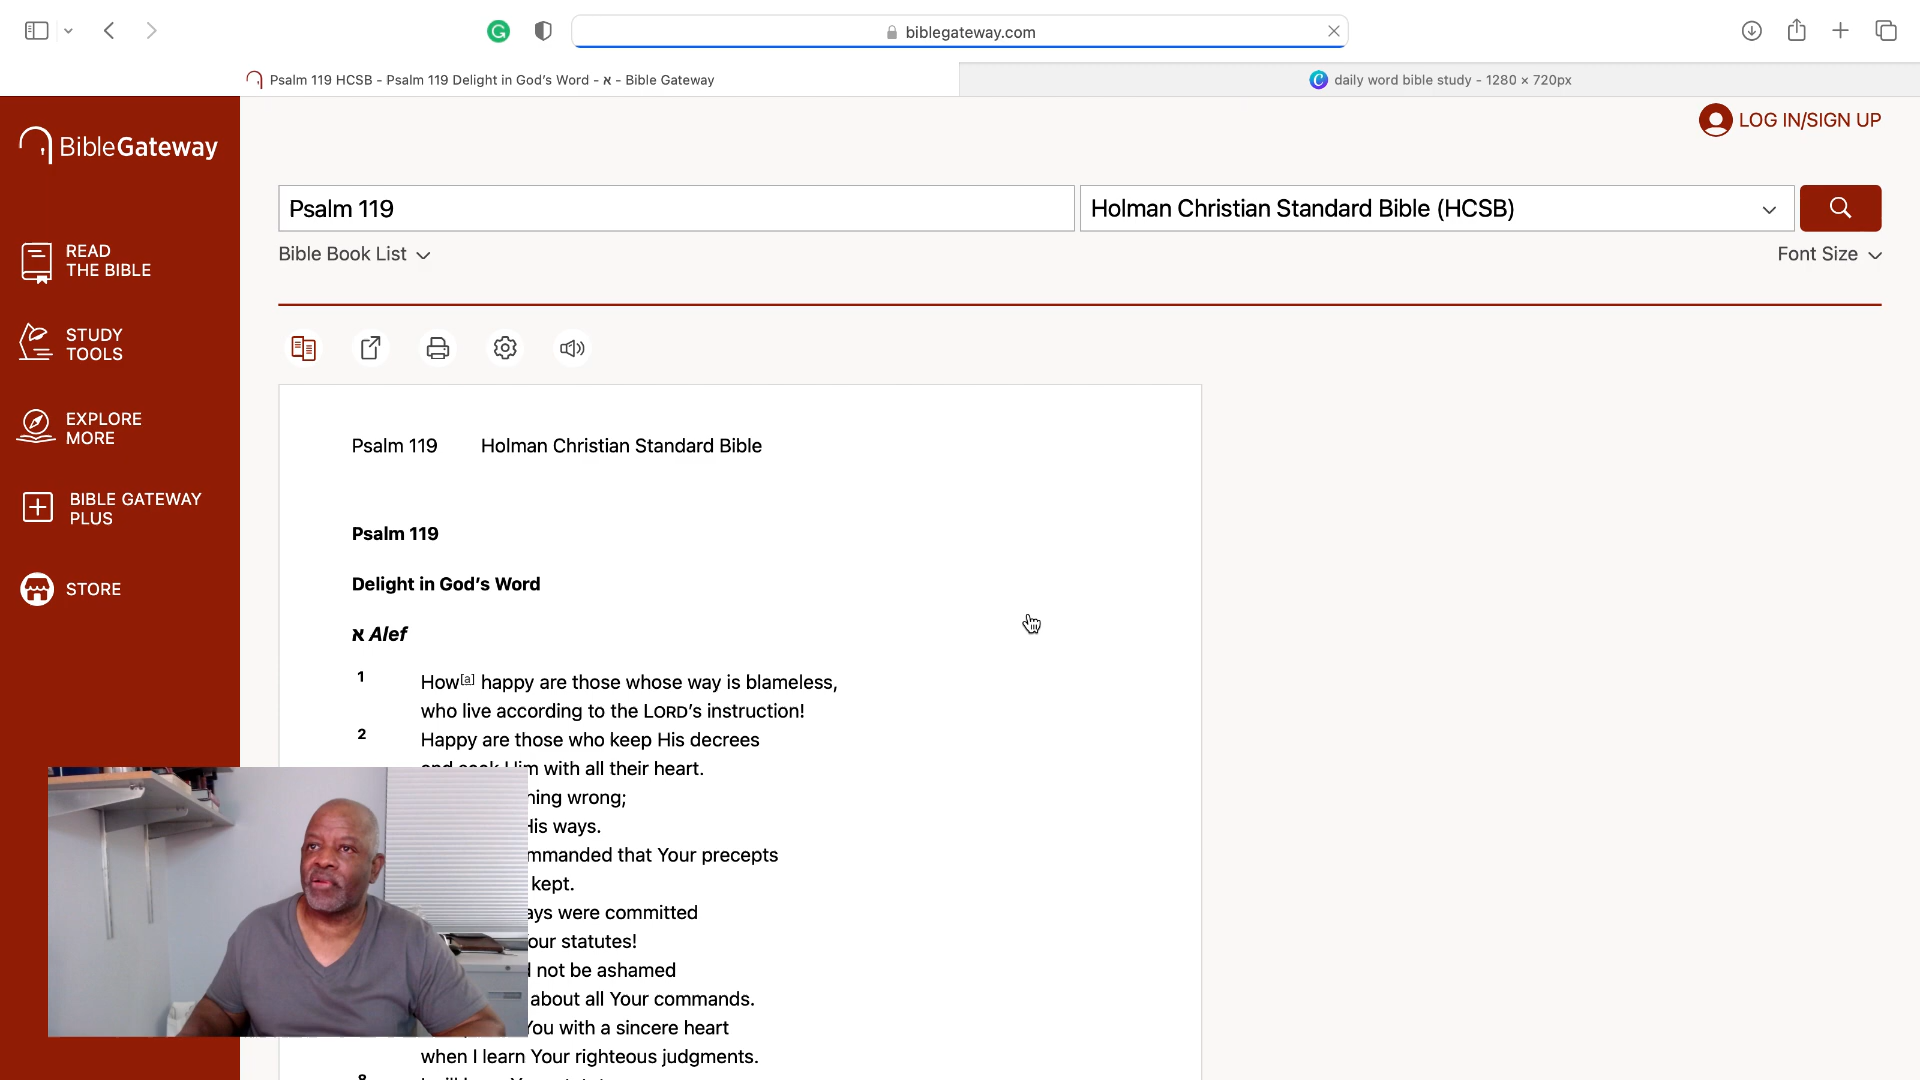 biblegateway.com
Psalm 119 HCSB - Psalm 119 Delight in God's Word - א - Bible Gateway
daily word bible study - 1280 × 720px
BibleGateway
LOG IN/SIGN UP
READ
THE BIBLE
STUDY
TOOLS
EXPLORE
MORE
BIBLE GATEWAY
PLUS
STORE
Psalm 119
Holman Christian Standard Bible (HCSB)
Bible Book List
Font Size
Psalm 119 Holman Christian Standard Bible
Psalm 119
Delight in God's Word
א Alef
1 How[a] happy are those whose way is blameless,
who live according to the LORD's instruction!
2 Happy are those who keep His decrees
with all their heart.
wrong;
His ways.
that Your precepts
kept.
were committed
statutes!
not be ashamed
about all Your commands.
You with a sincere heart
when I learn Your righteous judgments.